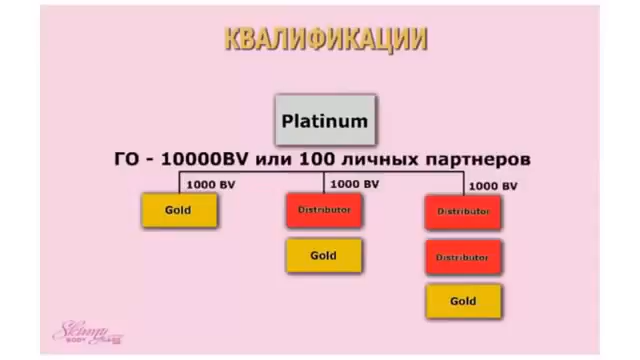 КВАЛИФИКАЦИИ
Platinum
ГО - 10000BV или 100 личных партнеров
1000 BV
1000 BV
1000 BV
Gold
Distributor
Distributor
Gold
Distributor
Gold
BODY